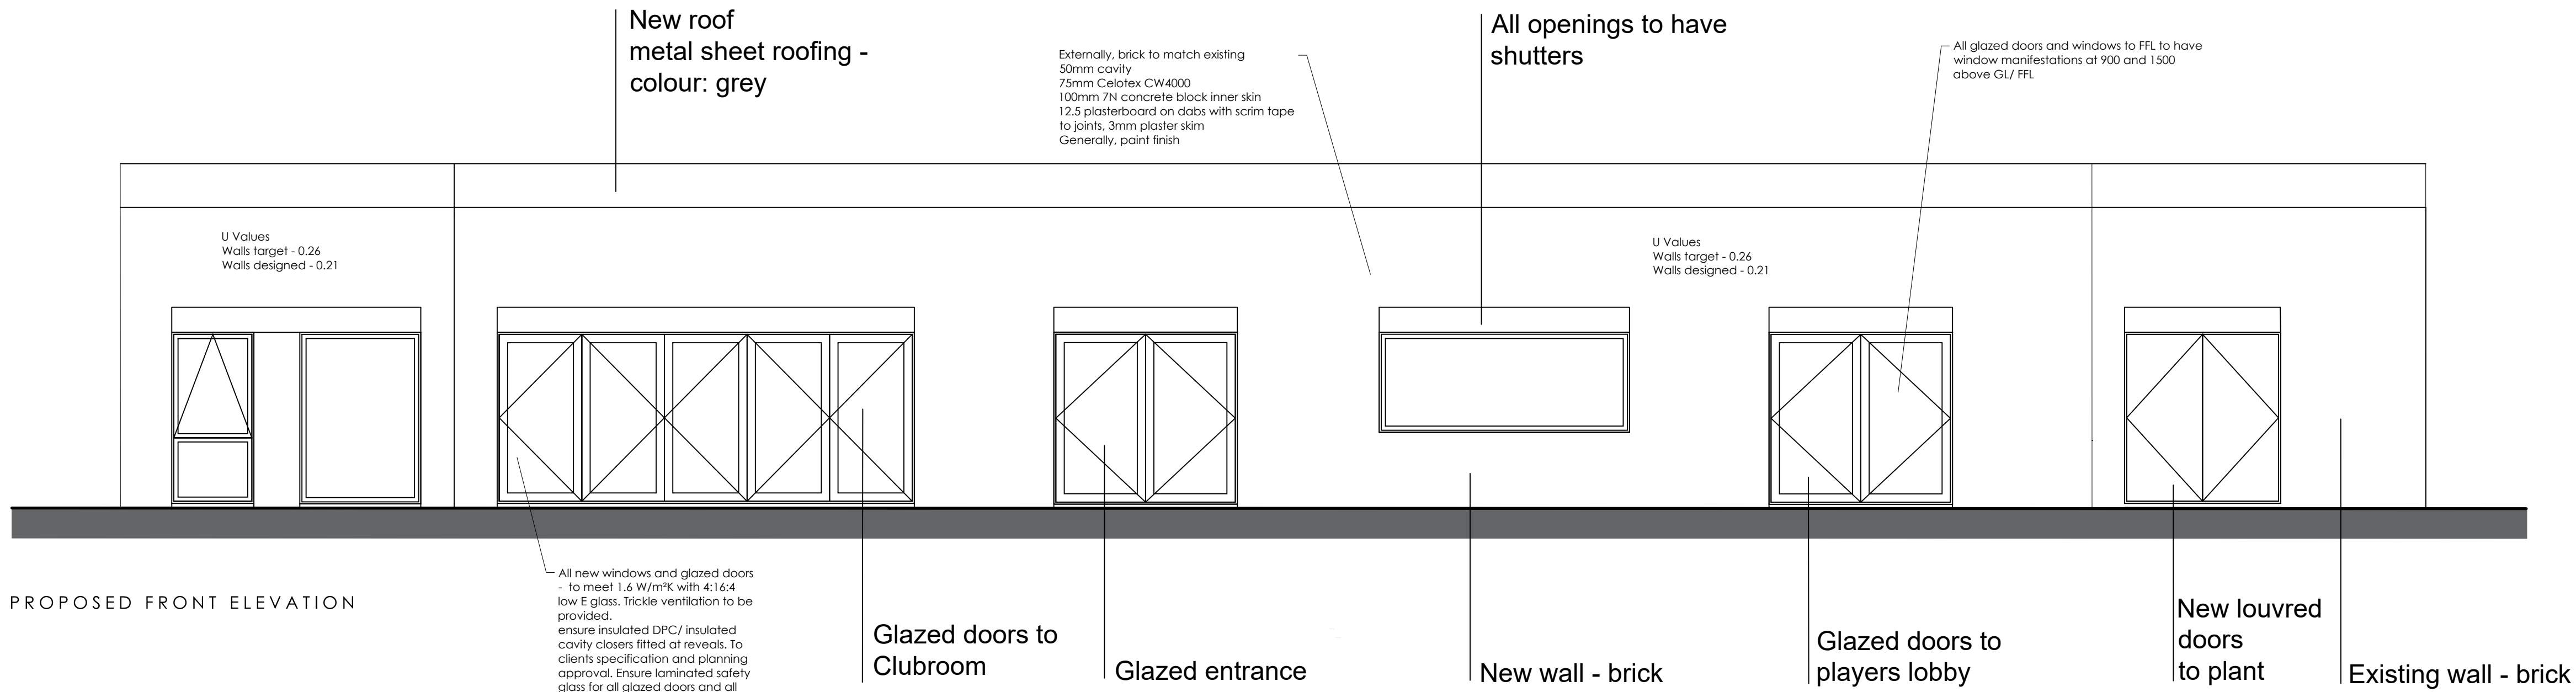 New roof
metal sheet roofing -
colour: grey
Externally, brick to match existing
50mm cavity
75mm Celotex CW4000
100mm 7N concrete block inner skin
12.5 plasterboard on dabs with scrim tape
to joints, 3mm plaster skim
Generally, paint finish
All openings to have
shutters
All glazed doors and windows to FFL to have
window manifestations at 900 and 1500
above GL/ FFL
U Values
Walls target - 0.26
Walls designed - 0.21
U Values
Walls target - 0.26
Walls designed - 0.21
PROPOSED FRONT ELEVATION
All new windows and glazed doors
- to meet 1.6 W/m²K with 4:16:4
low E glass. Trickle ventilation to be
provided.
ensure insulated DPC/ insulated
cavity closers fitted at reveals. To
clients specification and planning
approval. Ensure laminated safety
glass for all glazed doors and all
Glazed doors to
Clubroom
Glazed entrance
New wall - brick
Glazed doors to
players lobby
New louvred
doors
to plant
Existing wall - brick